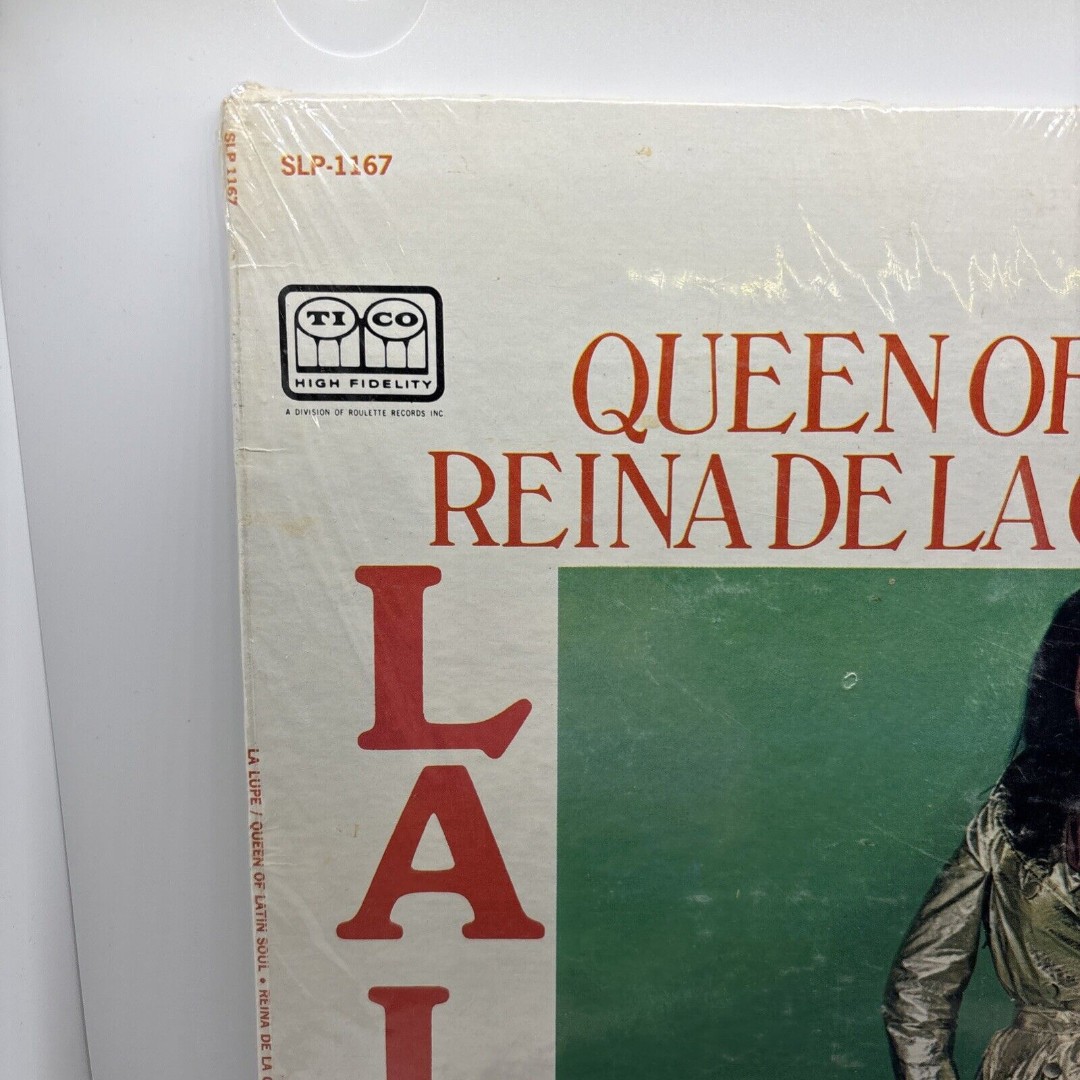 SLP-1167
SLP 1167
TI CO
HIGH FIDELITY
A DIVISION OF ROULETTE RECORDS INC.
QUEEN OF
REINA DE LA
LA L
LA LUPE / QUEEN OF LATIN SOUL • REINA DE LA C